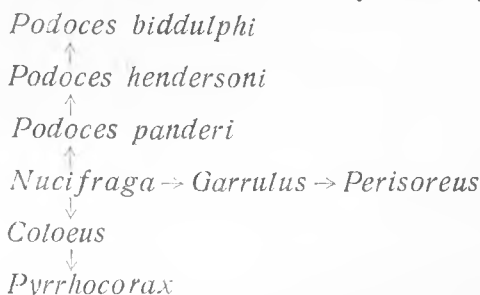 Podoces biddulphi
↑
Podoces hendersoni
↑
Podoces panderi
↑
Nucifraga → Garrulus → Perisoreus
↓
Coloeus
↓
Pyrrhocorax